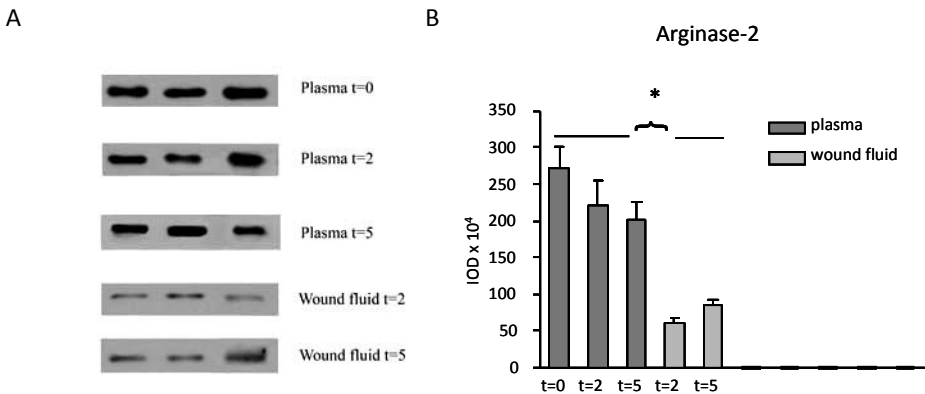 A
Plasma t=0
Plasma t=2
Plasma t=5
Wound fluid t=2
Wound fluid t=5
B
Arginase-2
*
plasma
wound fluid
IOD x 10⁴
350
300
250
200
150
100
50
0
t=0 t=2 t=5 t=2 t=5